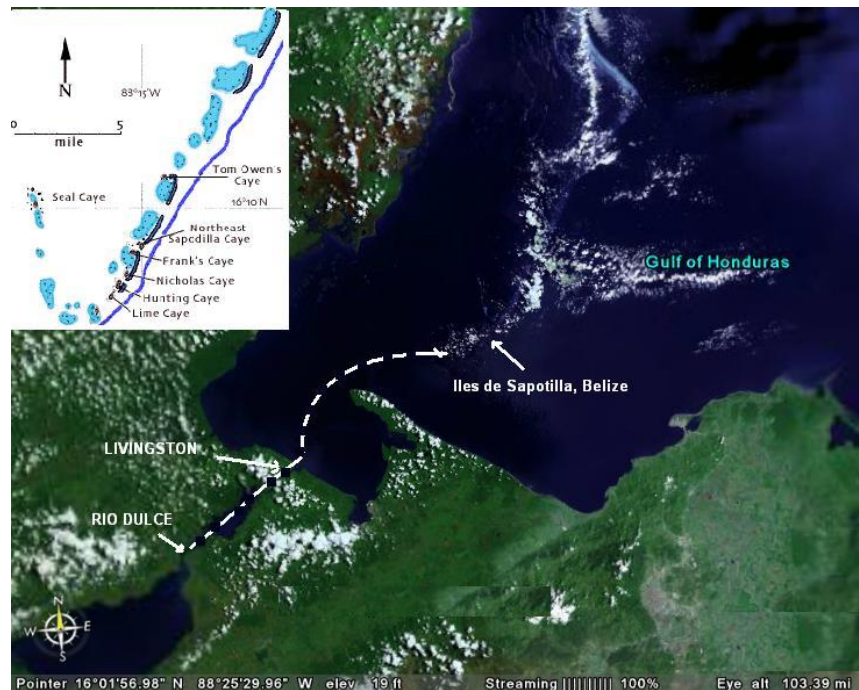 N
88°15'W
0 5
mile
Tom Owen's
Caye
Seal Caye
16°10 N
Northeast
Sapodilla Caye
Frank's Caye
Nicholas Caye
Hunting Caye
Lime Caye
Gulf of Honduras
Iles de Sapotilla, Belize
LIVINGSTON
RIO DULCE
N
W E
S
Pointer 16°01'56.98" N 88°25'29.96" W elev 19 ft Streaming |||||||||| 100% Eye alt 103.39 mi